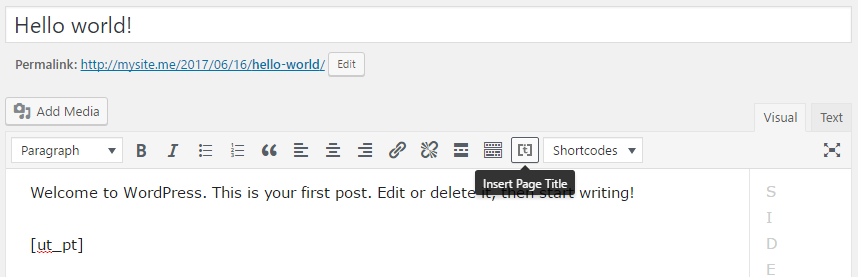 Hello world!
Permalink: http://mysite.me/2017/06/16/hello-world/ Edit
Add Media
Visual Text
Paragraph B I Shortcodes
Insert Page Title
Welcome to WordPress. This is your first post. Edit or delete it, then start writing!
[ut_pt]
S
I
D
E